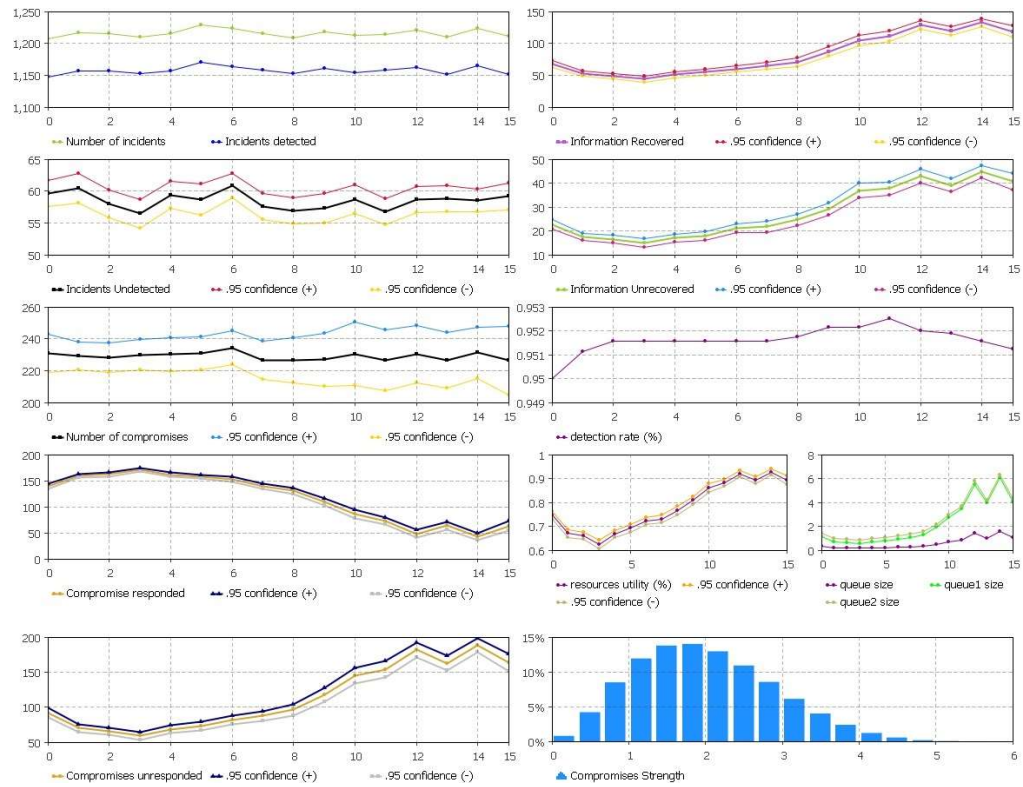 1,250
1,200
1,150
1,100
0 2 4 6 8 10 12 14 15
Number of incidents Incidents detected
150
100
50
0
0 2 4 6 8 10 12 14 15
Information Recovered .95 confidence (+) .95 confidence (-)
65
60
55
50
0 2 4 6 8 10 12 14 15
Incidents Undetected .95 confidence (+) .95 confidence (-)
50
40
30
20
10
0 2 4 6 8 10 12 14 15
Information Unrecovered .95 confidence (+) .95 confidence (-)
260
240
220
200
0 2 4 6 8 10 12 14 15
Number of compromises .95 confidence (+) .95 confidence (-)
0.953
0.952
0.951
0.95
0.949
0 2 4 6 8 10 12 14 15
detection rate (%)
200
150
100
50
0
0 2 4 6 8 10 12 14 15
Compromise responded .95 confidence (+) .95 confidence (-)
1
0.9
0.8
0.7
0.6
0 5 10 15
resources utility (%) .95 confidence (+)
.95 confidence (-)
8
6
4
2
0
0 5 10 15
queue size queue1 size
queue2 size
200
150
100
50
0 2 4 6 8 10 12 14 15
Compromises unresponded .95 confidence (+) .95 confidence (-)
15%
10%
5%
0%
0 1 2 3 4 5 6
Compromises Strength